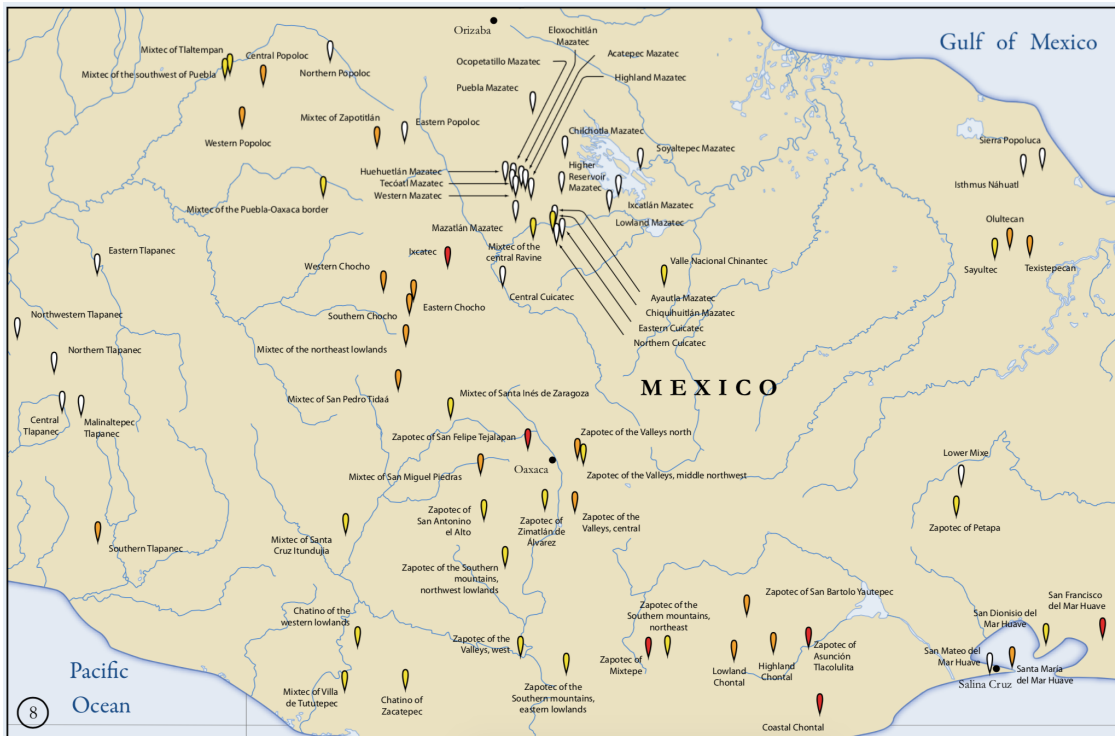 Orizaba
Gulf of Mexico
Eloxochitlán
Mazatec
Acatepec Mazatec
Ocopetatillo Mazatec
Highland Mazatec
Puebla Mazatec
Mixtec of Tlaltempan
Central Popoloc
Mixtec of the southwest of Puebla
Northern Popoloc
Western Popoloc
Mixtec of Zapotitlán
Eastern Popoloc
Chilchotla Mazatec
Soyaltepec Mazatec
Sierra Popoluca
Isthmus Náhuatl
Huehuetlán Mazatec
Tecóatl Mazatec
Western Mazatec
Higher
Reservoir
Mazatec
Ixcatlán Mazatec
Lowland Mazatec
Mixtec of the Puebla-Oaxaca border
Mazatlán Mazatec
Mixtec of the
central Ravine
Olultecan
Sayultec
Texistepecan
Eastern Tlapanec
Ixcatec
Western Chocho
Valle Nacional Chinantec
Central Cuicatec
Ayautla Mazatec
Chiquihuitlán Mazatec
Eastern Cuicatec
Northern Cuicatec
Eastern Chocho
Southern Chocho
Northwestern Tlapanec
Northern Tlapanec
Mixtec of the northeast lowlands
MEXICO
Mixtec of San Pedro Tidaá
Mixtec of Santa Inés de Zaragoza
Central
Tlapanec
Malinaltepec
Tlapanec
Zapotec of San Felipe Tejalapan
Zapotec of the Valleys north
Oaxaca
Zapotec of the Valleys, middle northwest
Mixtec of San Miguel Piedras
Lower Mixe
Zapotec of Petapa
Zapotec of
San Antonino
el Alto
Zapotec of
Zimatlán de
Álvarez
Zapotec of the
Valleys, central
Southern Tlapanec
Mixtec of Santa
Cruz Itundujia
Zapotec of the Southern
mountains,
northwest lowlands
Zapotec of San Bartolo Yautepec
Chatino of the
western lowlands
Zapotec of the
Southern mountains,
northeast
San Francisco
del Mar Huave
San Dionisio del
Mar Huave
Zapotec of the
Valleys, west
Zapotec of
Mixtepe
Lowland
Chontal
Highland
Chontal
Zapotec of
Asunción
Tlacolulita
San Mateo del
Mar Huave
Santa María
del Mar Huave
Salina Cruz
Pacific
Ocean
Mixtec of Villa
de Tututepec
Chatino of
Zacatepec
Zapotec of the
Southern mountains,
eastern lowlands
Coastal Chontal
8